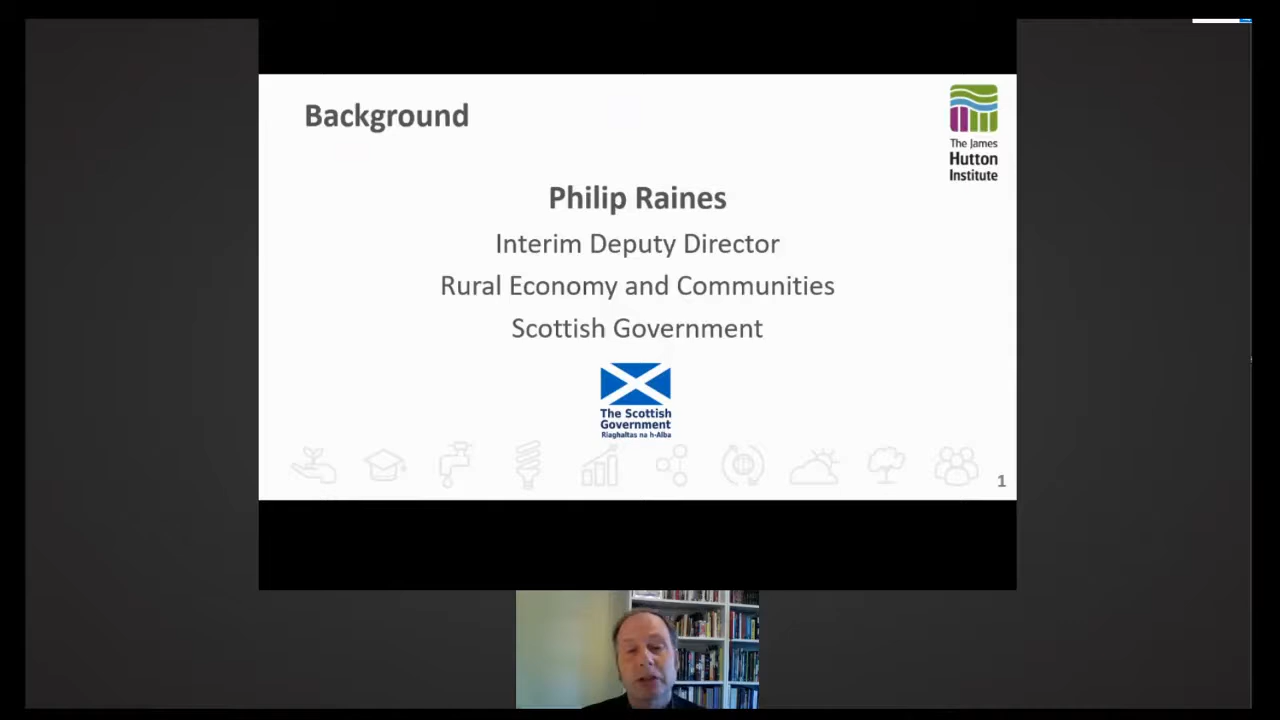 Background
The James
Hutton
Institute
Philip Raines
Interim Deputy Director
Rural Economy and Communities
Scottish Government
The Scottish
Government
Riaghaltas na h-Alba
1